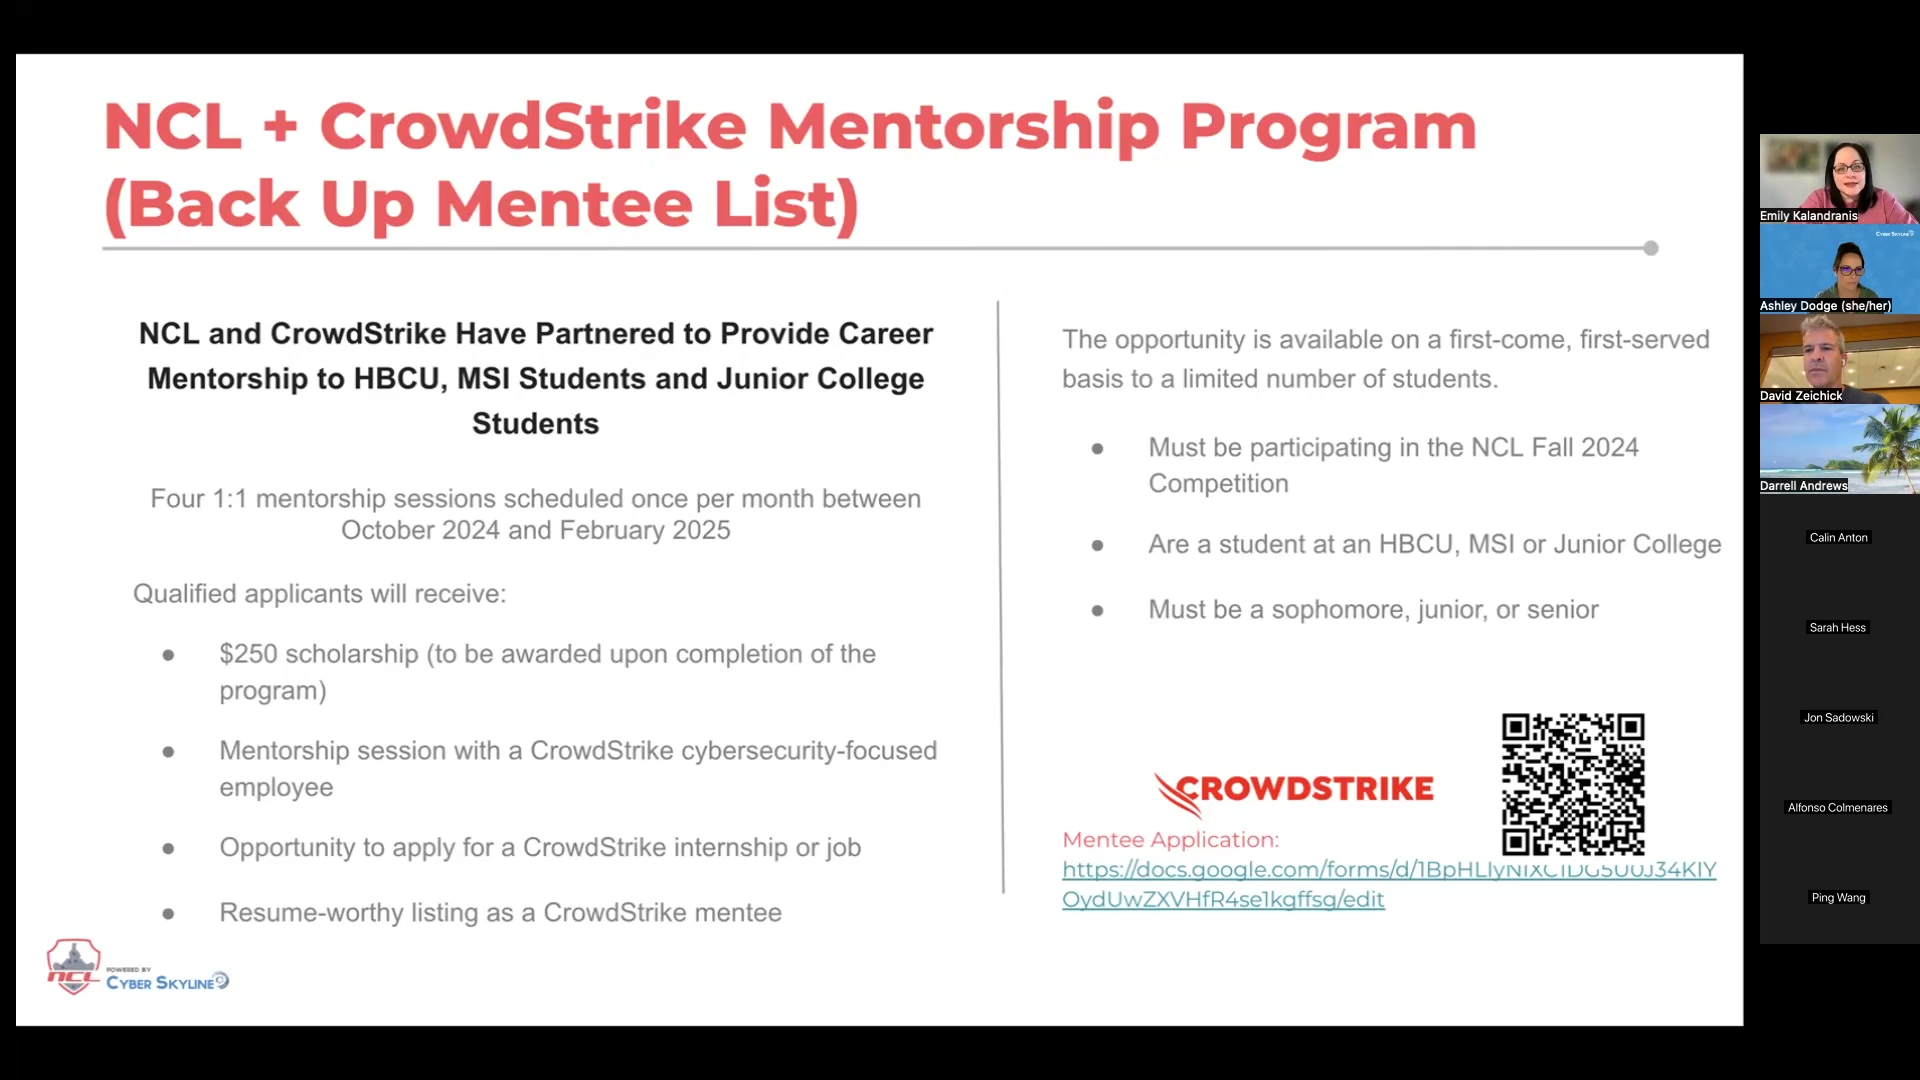 NCL + CrowdStrike Mentorship Program
(Back Up Mentee List)
NCL and CrowdStrike Have Partnered to Provide Career
Mentorship to HBCU, MSI Students and Junior College
Students
Four 1:1 mentorship sessions scheduled once per month between
October 2024 and February 2025
Qualified applicants will receive:
● $250 scholarship (to be awarded upon completion of the
program)
● Mentorship session with a CrowdStrike cybersecurity-focused
employee
● Opportunity to apply for a CrowdStrike internship or job
● Resume-worthy listing as a CrowdStrike mentee
The opportunity is available on a first-come, first-served
basis to a limited number of students.
● Must be participating in the NCL Fall 2024
Competition
● Are a student at an HBCU, MSI or Junior College
● Must be a sophomore, junior, or senior
CROWDSTRIKE
Mentee Application:
NCL
POWERED BY
CYBER SKYLINE
Emily Kalandranis
CYBER SKYLINE
Ashley Dodge (she/her)
David Zeichick
Darrell Andrews
Calin Anton
Sarah Hess
Jon Sadowski
Alfonso Colmenares
Ping Wang